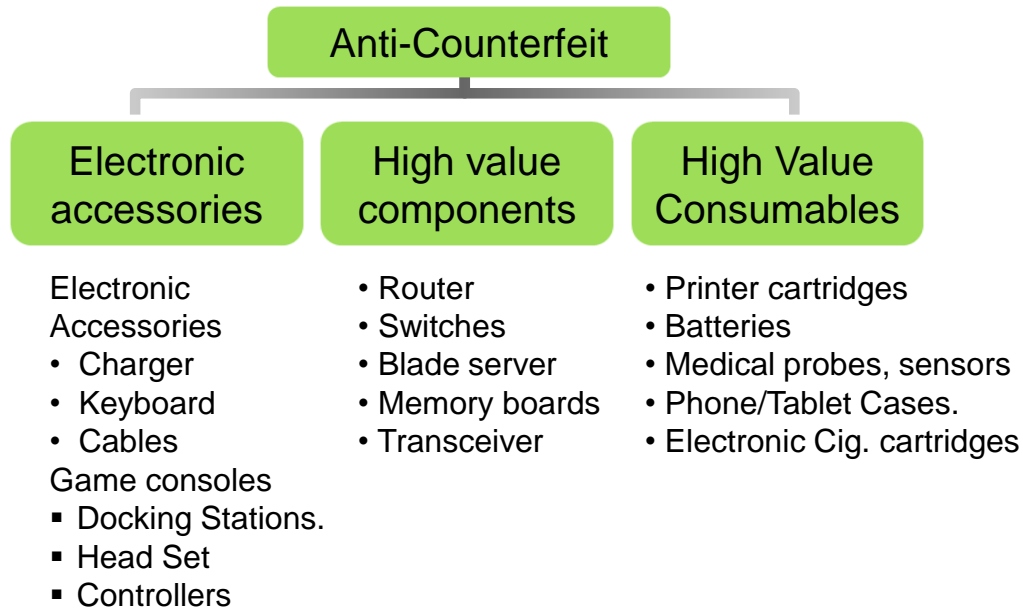 Anti-Counterfeit
Electronic
accessories
High value
components
High Value
Consumables
Electronic
Accessories
• Charger
• Keyboard
• Cables
Game consoles
▪ Docking Stations.
▪ Head Set
▪ Controllers
• Router
• Switches
• Blade server
• Memory boards
• Transceiver
• Printer cartridges
• Batteries
• Medical probes, sensors
• Phone/Tablet Cases.
• Electronic Cig. cartridges